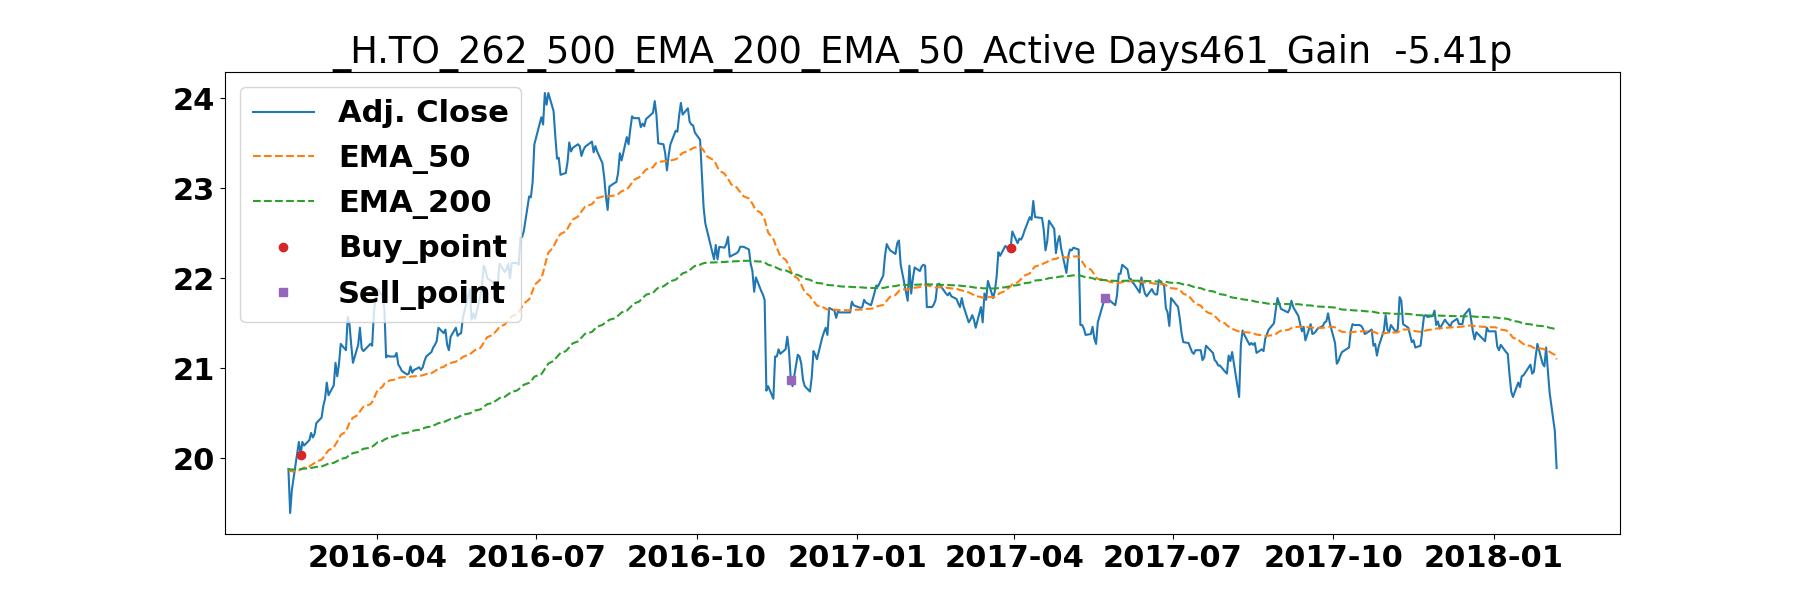 _H.TO_262_500_EMA_200_EMA_50_Active Days461_Gain  -5.41p
Adj. Close
EMA_50
EMA_200
Buy_point
Sell_point
24
23
22
21
20
2016-04 2016-07 2016-10 2017-01 2017-04 2017-07 2017-10 2018-01